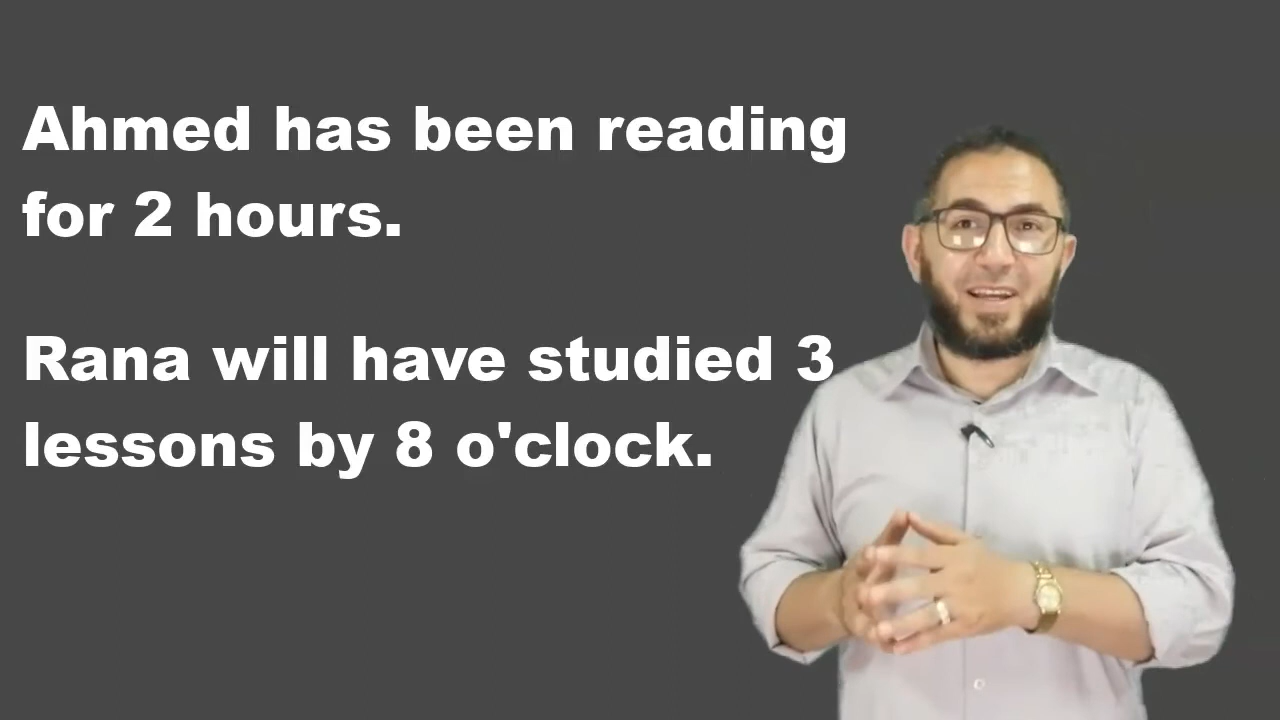 Ahmed has been reading
for 2 hours.
Rana will have studied 3
lessons by 8 o'clock.